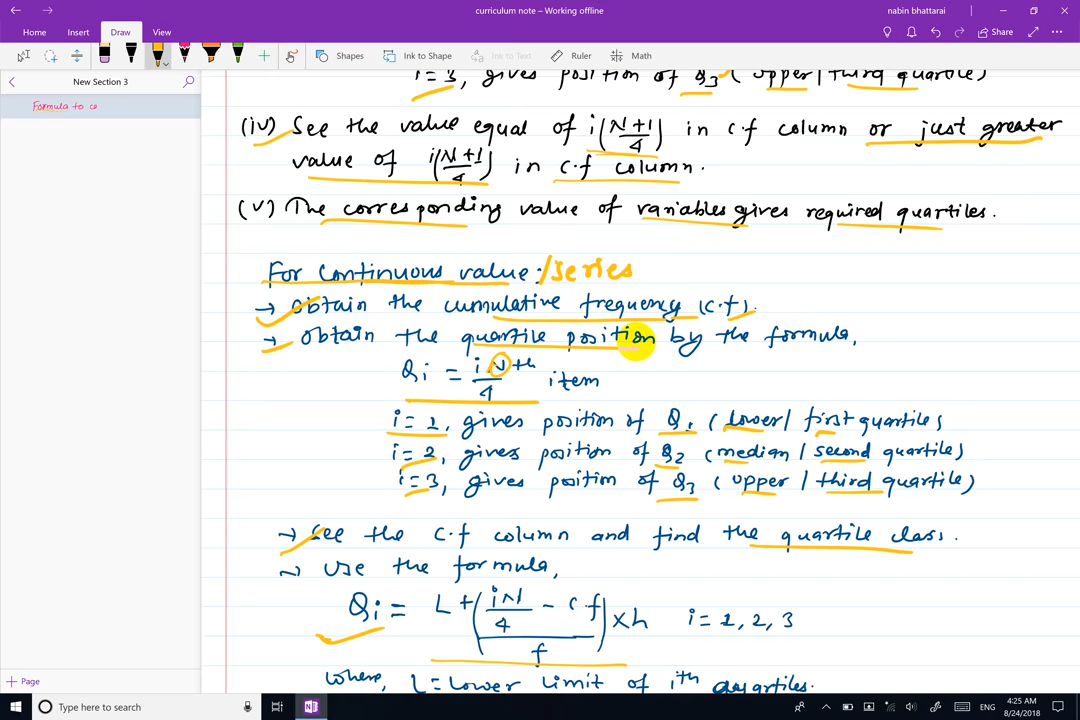 curriculum note – Working offline
nabin bhattarai
Home Insert Draw View
Share
Shapes
Ink to Shape
Ink to Text
Ruler
Math
New Section 3
Formula to ca
i = 3, gives position of Q3 ( upper / third quartile)
(iv) See the value equal of i(N+1/4) in c.f column or just greater
value of i(N+1/4) in c.f column.
(v) The corresponding value of variables gives required quartiles.
For continuous value: /series
→ Obtain the cumulative frequency (c.f).
→ Obtain the quartile position by the formula,
Qi = iN/4 th item
i = 1, gives position of Q1 ( lower / first quartile)
i = 2, gives position of Q2 ( median / second quartile)
i = 3, gives position of Q3 ( upper / third quartile)
→ See the c.f column and find the quartile class.
→ Use the formula,
Qi = L + ((iN/4 - c.f)/f) × h i = 1, 2, 3
where, L = lower limit of ith quartiles.
+ Page
Type here to search
ENG
4:25 AM
8/24/2018